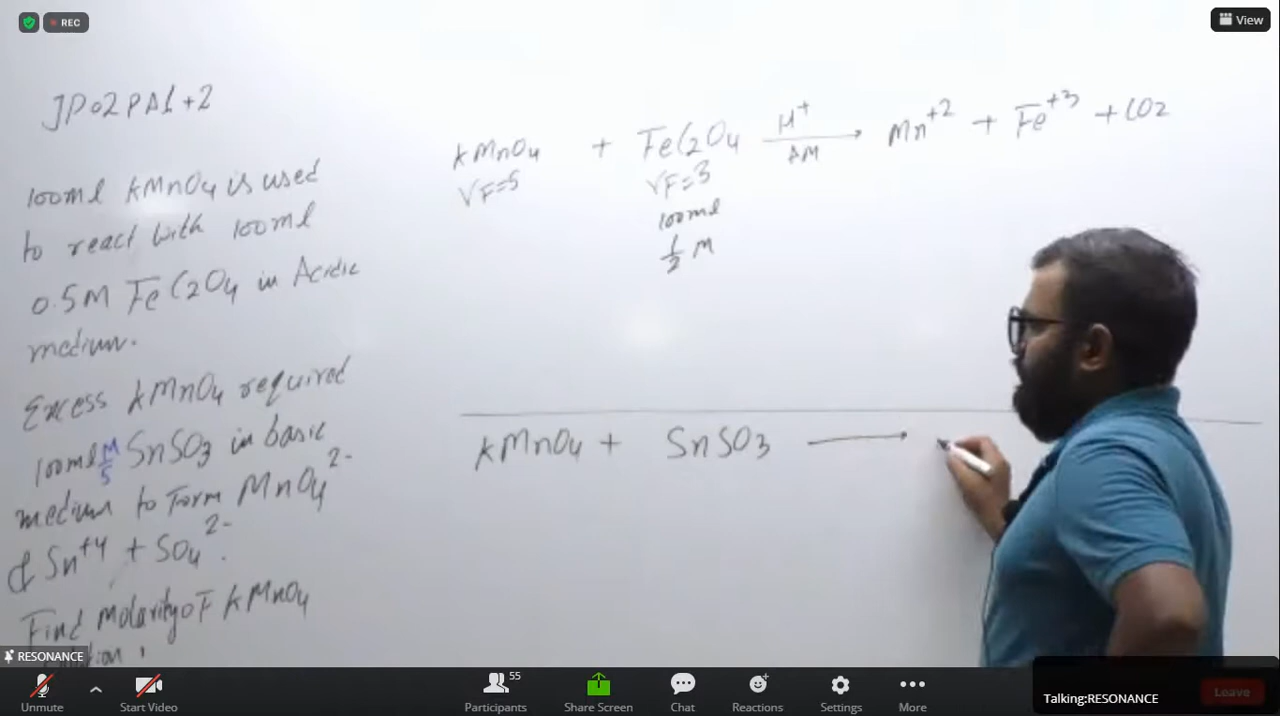 REC
View
JP02PA1+2
100ml KMnO4 is used
to react with 100ml
0.5M FeC2O4 in Acidic
medium.
Excess KMnO4 required
100ml M/5 SnSO3 in basic
medium to form MnO4 2-
& Sn+4 + SO4 2-.
Find molarity of KMnO4
KMnO4 + FeC2O4 H+ → Mn+2 + Fe+3 + CO2
VF=5 VF=3
100ml
1/2 M
KMnO4 + SnSO3 →
RESONANCE
Unmute
Start Video
Participants 55
Share Screen
Chat
Reactions
Settings
More
Talking:RESONANCE
Leave